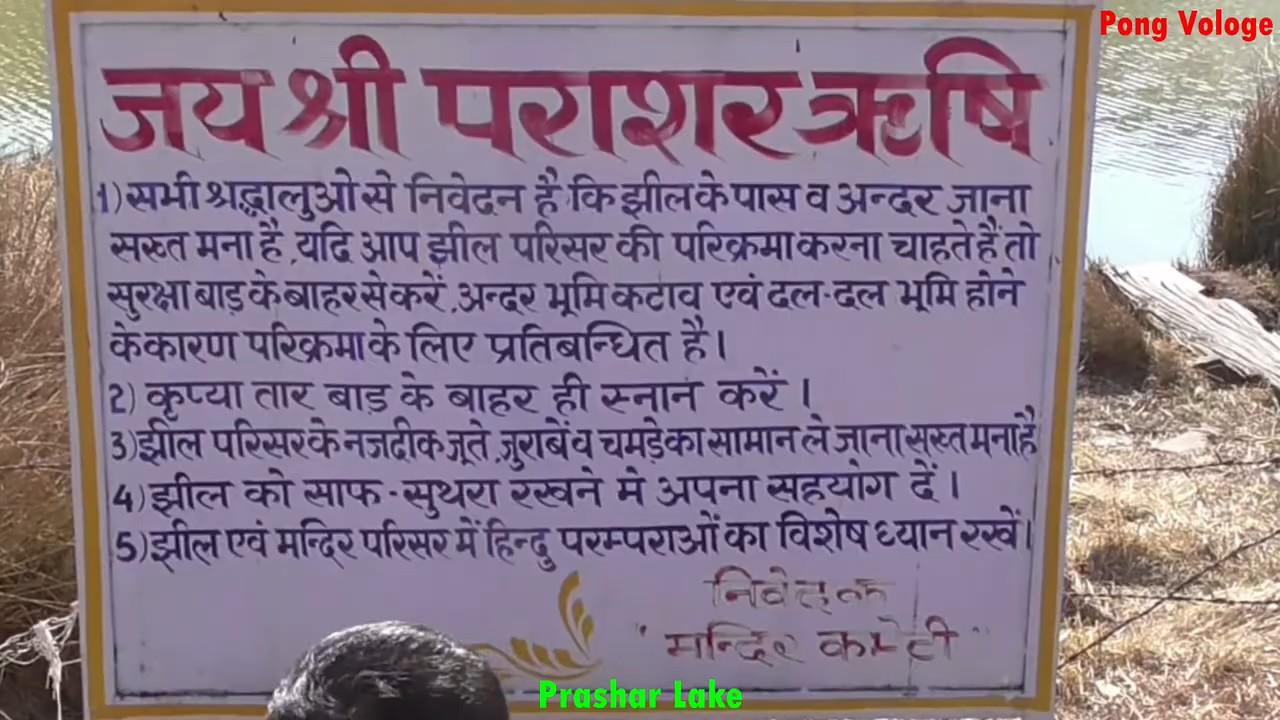 Pong Vologe
जय श्री पराशर ऋषि
1) सभी श्रद्धालुओ से निवेदन है कि झील के पास व अन्दर जाना
सख्त मना है, यदि आप झील परिसर की परिक्रमा करना चाहते हैं तो
सुरक्षा बाड़ के बाहर से करें, अन्दर भूमि कटाव एवं दल-दल भूमि होने
के कारण परिक्रमा के लिए प्रतिबन्धित है।
2) कृप्या तार बाड़ के बाहर ही स्नान करें।
3) झील परिसर के नजदीक जूते, जुराबें व चमड़े का सामान ले जाना सख्त मना है
4) झील को साफ-सुथरा रखने मे अपना सहयोग दें।
5) झील एवं मन्दिर परिसर में हिन्दु परम्पराओं का विशेष ध्यान रखें।
निवेदक
"मन्दिर कमेटी"
Prashar Lake